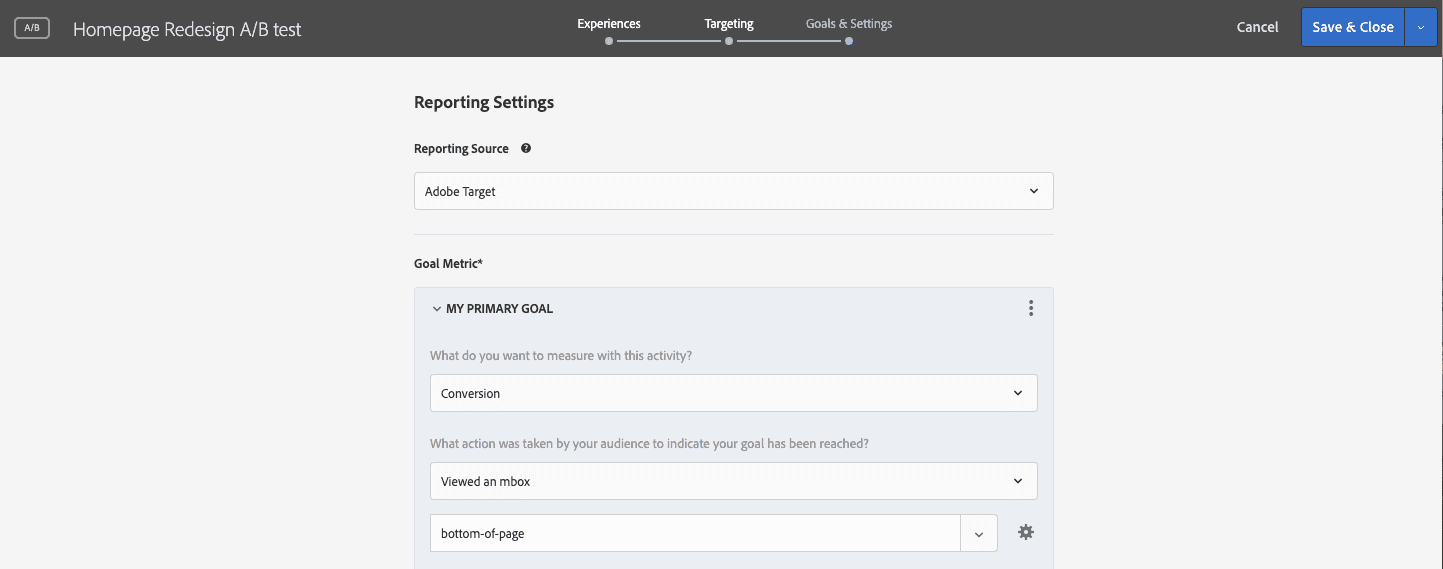 A/B
Homepage Redesign A/B test
Experiences
Targeting
Goals & Settings
Cancel
Save & Close
Reporting Settings
Reporting Source ?
Adobe Target
Goal Metric*
MY PRIMARY GOAL
What do you want to measure with this activity?
Conversion
What action was taken by your audience to indicate your goal has been reached?
Viewed an mbox
bottom-of-page